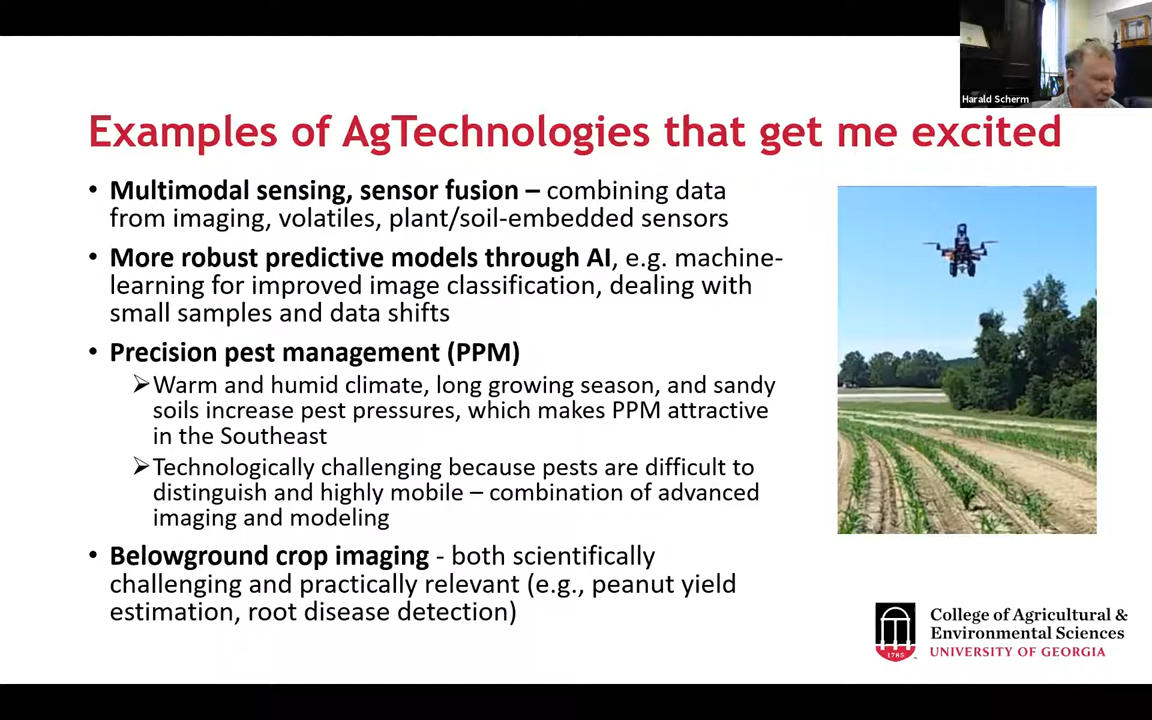 Harald Scherm
Examples of AgTechnologies that get me excited
• Multimodal sensing, sensor fusion – combining data
from imaging, volatiles, plant/soil-embedded sensors
• More robust predictive models through AI, e.g. machine-
learning for improved image classification, dealing with
small samples and data shifts
• Precision pest management (PPM)
➢Warm and humid climate, long growing season, and sandy
soils increase pest pressures, which makes PPM attractive
in the Southeast
➢Technologically challenging because pests are difficult to
distinguish and highly mobile – combination of advanced
imaging and modeling
• Belowground crop imaging - both scientifically
challenging and practically relevant (e.g., peanut yield
estimation, root disease detection)
1785
College of Agricultural &
Environmental Sciences
UNIVERSITY OF GEORGIA